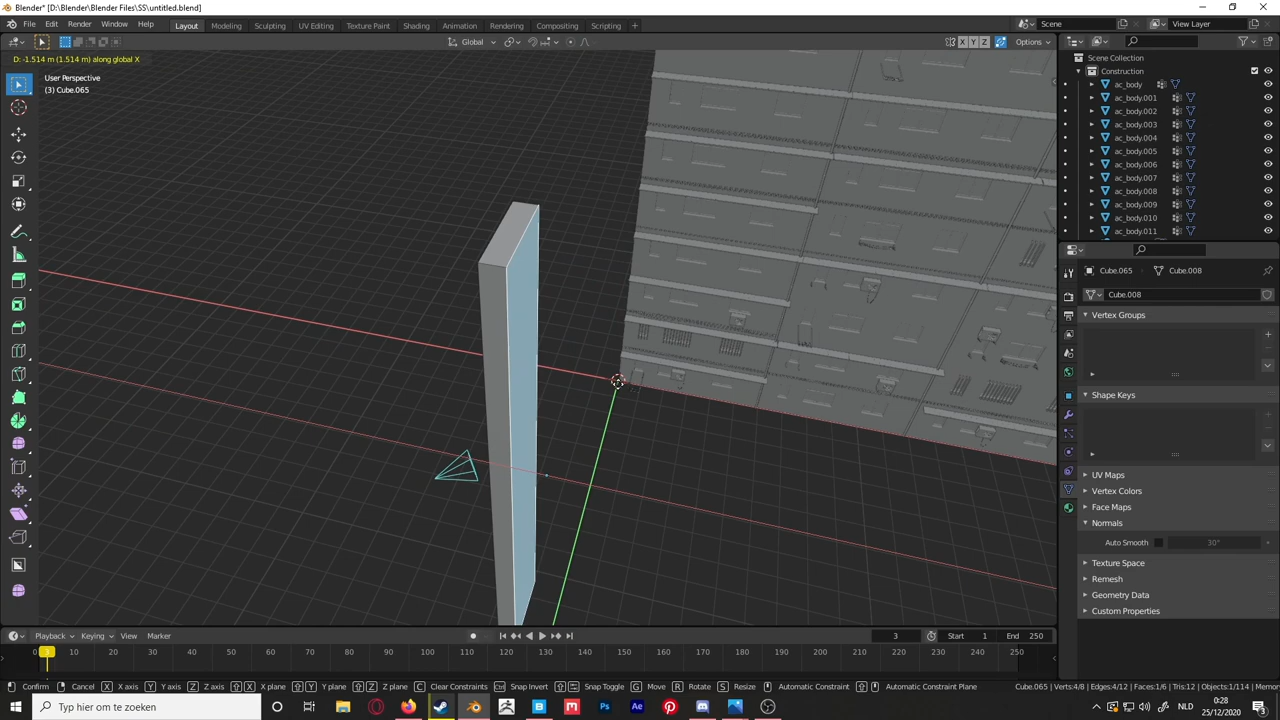 Blender* [D:\Blender\Blender Files\SS\untitled.blend]
File Edit Render Window Help Layout Modeling Sculpting UV Editing Texture Paint Shading Animation Rendering Compositing Scripting + Scene View Layer
Global X Y Z Options
D: -1.514 m (1.514 m) along global X
User Perspective
(3) Cube.065
Scene Collection
Construction
ac_body
ac_body.001
ac_body.002
ac_body.003
ac_body.004
ac_body.005
ac_body.006
ac_body.007
ac_body.008
ac_body.009
ac_body.010
ac_body.011
Cube.065 Cube.008
Cube.008
Vertex Groups
Shape Keys
UV Maps
Vertex Colors
Face Maps
Normals
Auto Smooth 30°
Texture Space
Remesh
Geometry Data
Custom Properties
Playback Keying View Marker 3 Start 1 End 250
0 3 10 20 30 40 50 60 70 80 90 100 110 120 130 140 150 160 170 180 190 200 210 220 230 240 250
Confirm Cancel X X axis Y Y axis Z Z axis X X plane Y Y plane Z Z plane C Clear Constraints Ctrl Snap Invert Snap Toggle G Move R Rotate S Resize Automatic Constraint Automatic Constraint Plane Cube.065 | Verts:4/8 | Edges:4/12 | Faces:1/6 | Tris:12 | Objects:1/114 | Memory:
Typ hier om te zoeken NLD 0:28
25/12/2020